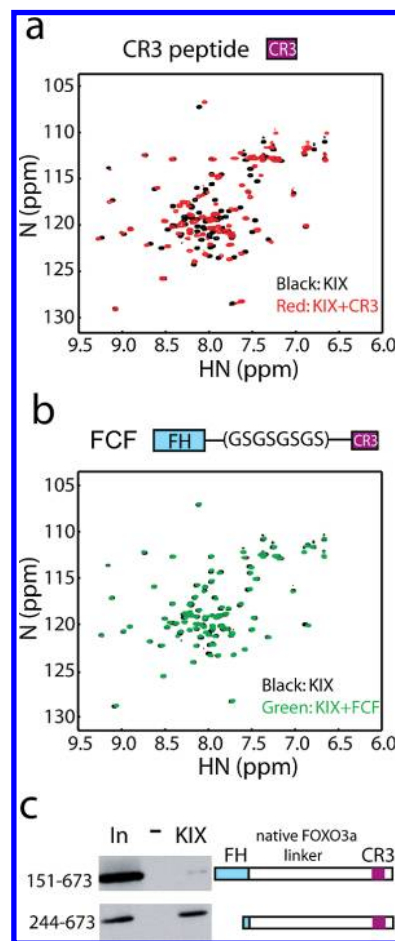 a
CR3 peptide CR3
105
110
115
120
125
130
N (ppm)
Black: KIX
Red: KIX+CR3
9.5 9.0 8.5 8.0 7.5 7.0 6.5 6.0
HN (ppm)
b
FCF FH (GSGSGSGS) CR3
105
110
115
120
125
130
N (ppm)
Black: KIX
Green: KIX+FCF
9.5 9.0 8.5 8.0 7.5 7.0 6.5 6.0
HN (ppm)
c
In - KIX
native FOXO3a
FH linker CR3
151-673
244-673